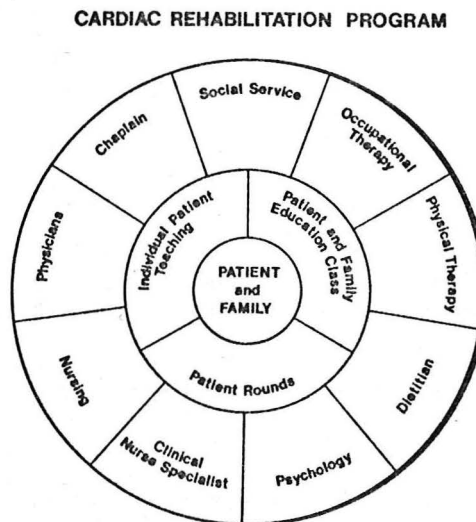 CARDIAC REHABILITATION PROGRAM
Social Service
Occupational
Therapy
Physical Therapy
Dietitian
Psychology
Clinical
Nurse Specialist
Nursing
Physicians
Chaplain
Individual Patient
Teaching
Patient and Family
Education Class
Patient Rounds
PATIENT
and
FAMILY